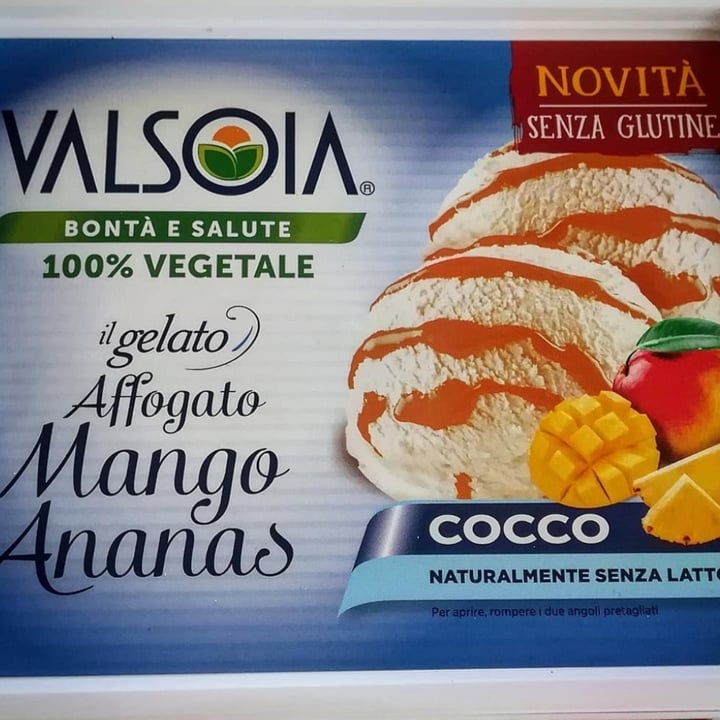 NOVITÀ
SENZA GLUTINE
VALSOIA®
BONTÀ E SALUTE
100% VEGETALE
il gelato
Affogato
Mango
Ananas
COCCO
NATURALMENTE SENZA LATTO
Per aprire, rompere i due angoli pretagliati